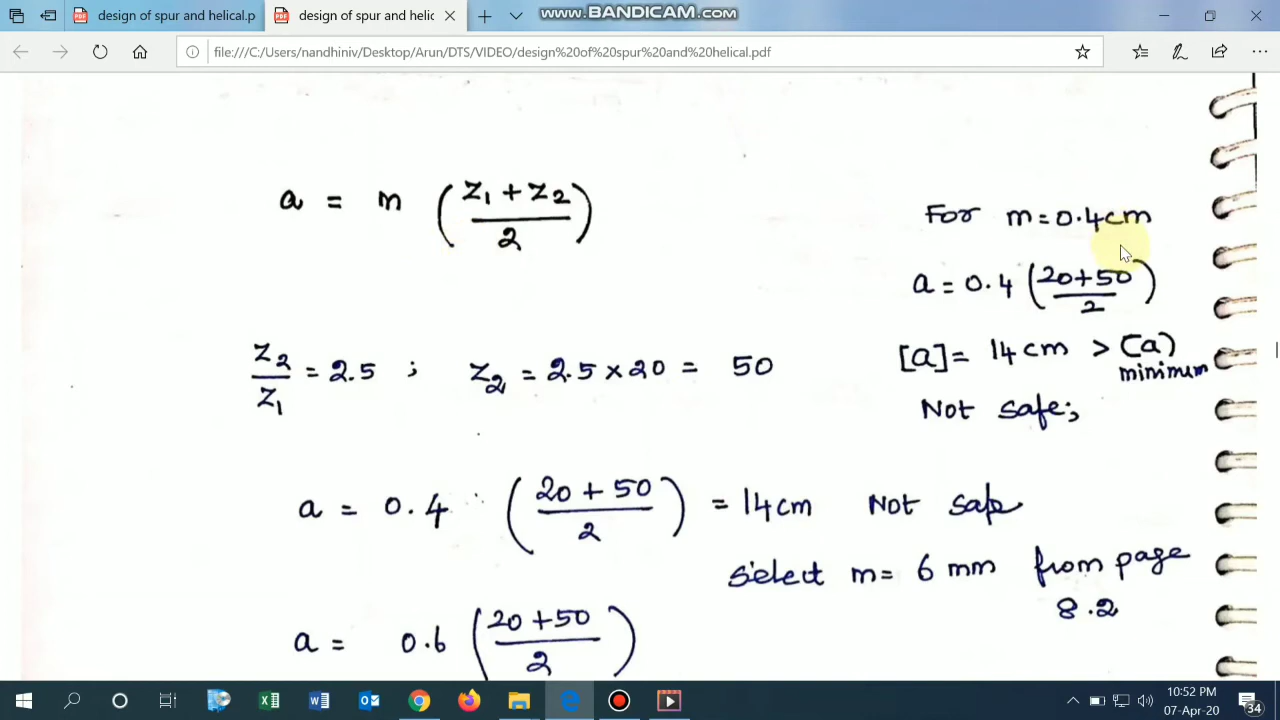 design of spur and helical.p
design of spur and helic
www.BANDICAM.com
file:///C:/Users/nandhiniv/Desktop/Arun/DTS/VIDEO/design%20of%20spur%20and%20helical.pdf
a = m (Z1 + Z2 / 2)
For m = 0.4cm
a = 0.4 (20+50 / 2)
Z2 / Z1 = 2.5 ; Z2 = 2.5 × 20 = 50
[a] = 14 cm > (a) minimum
Not safe;
a = 0.4 (20 + 50 / 2) = 14cm Not safe
select m = 6 mm from page
8.2
a = 0.6 (20 + 50 / 2)
10:52 PM
07-Apr-20
34